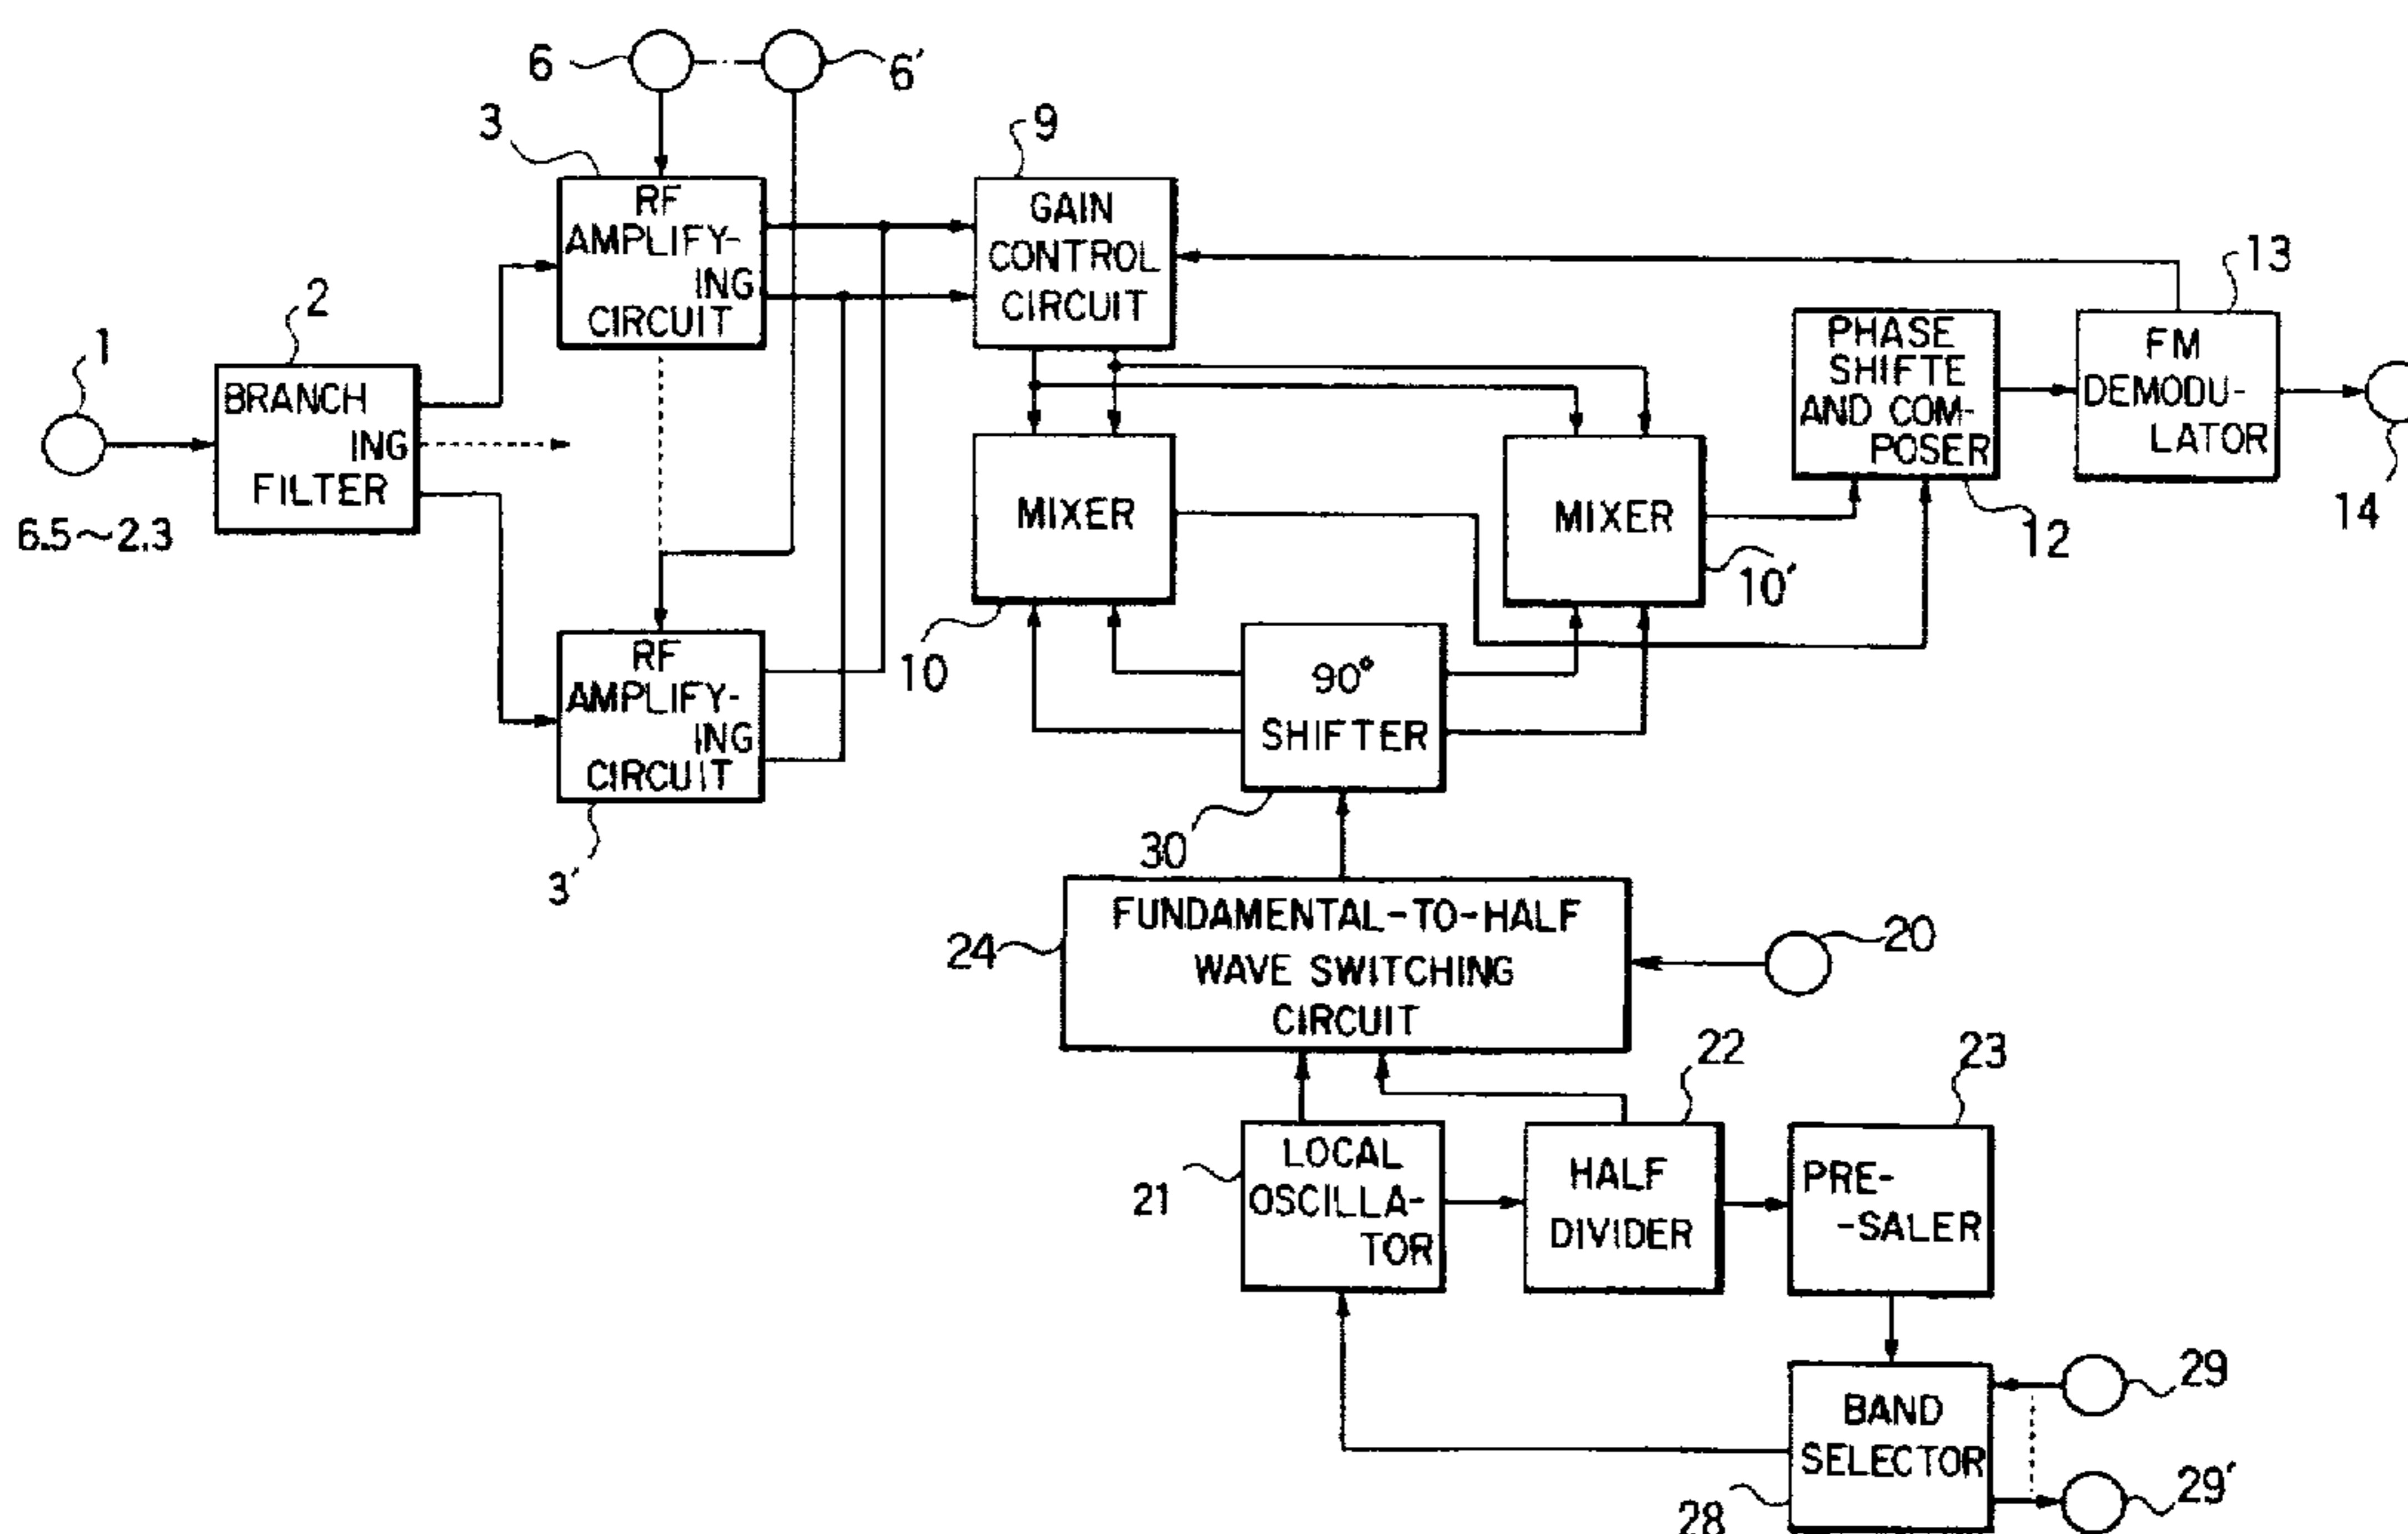 6
6'
3
RF
AMPLIFY-
ING
CIRCUIT
9
GAIN
CONTROL
CIRCUIT
13
FM
DEMODU-
LATOR
PHASE
SHIFTE
AND COM-
POSER
12
14
1
6.5~2.3
2
BRANCH
ING
FILTER
MIXER
10
MIXER
10'
RF
AMPLIFY-
ING
CIRCUIT
3'
90°
SHIFTER
30
24
FUNDAMENTAL-TO-HALF
WAVE SWITCHING
CIRCUIT
20
21
LOCAL
OSCILLA-
TOR
22
HALF
DIVIDER
23
PRE-
-SALER
BAND
SELECTOR
28
29
29'